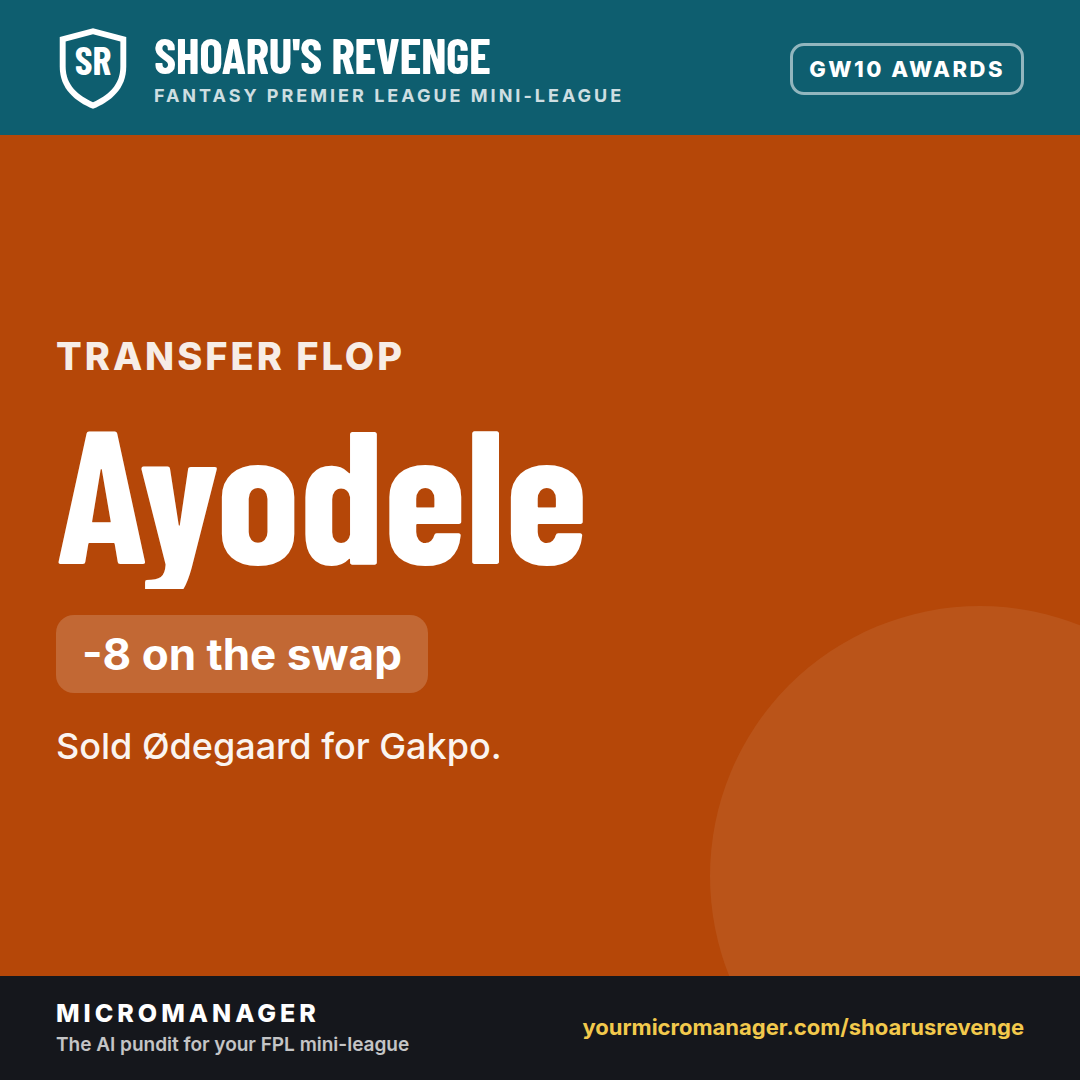 SR
SHOARU'S REVENGE
FANTASY PREMIER LEAGUE MINI-LEAGUE
GW10 AWARDS
TRANSFER FLOP
Ayodele
-8 on the swap
Sold Ødegaard for Gakpo.
MICROMANAGER
The AI pundit for your FPL mini-league
yourmicromanager.com/shoarusrevenge